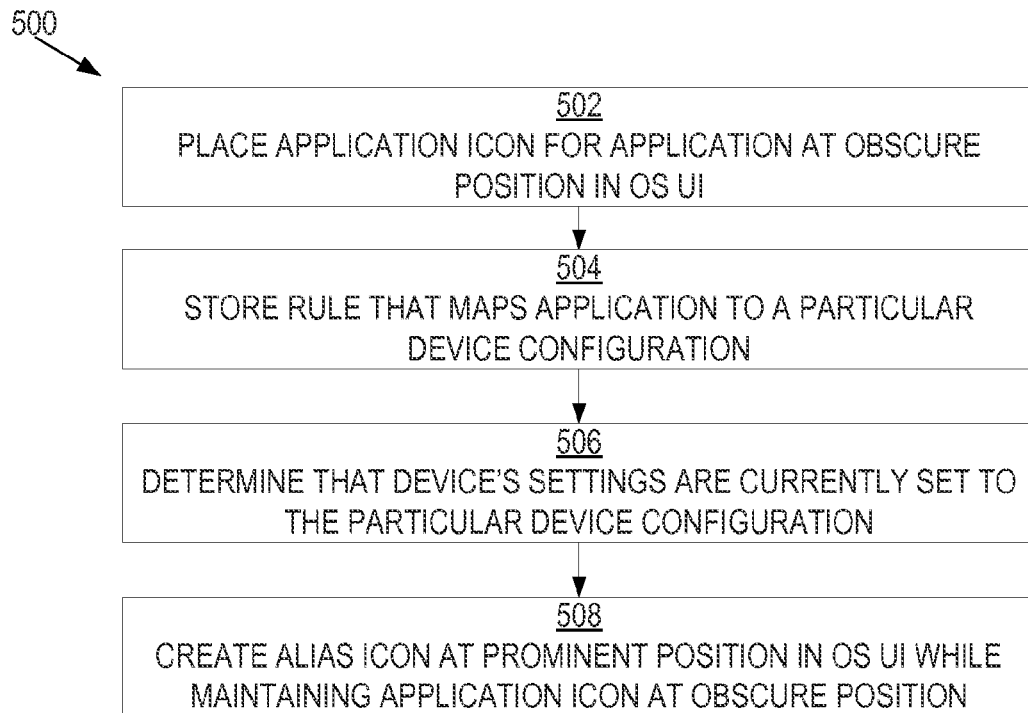 500
502
PLACE APPLICATION ICON FOR APPLICATION AT OBSCURE
POSITION IN OS UI
504
STORE RULE THAT MAPS APPLICATION TO A PARTICULAR
DEVICE CONFIGURATION
506
DETERMINE THAT DEVICE'S SETTINGS ARE CURRENTLY SET TO
THE PARTICULAR DEVICE CONFIGURATION
508
CREATE ALIAS ICON AT PROMINENT POSITION IN OS UI WHILE
MAINTAINING APPLICATION ICON AT OBSCURE POSITION